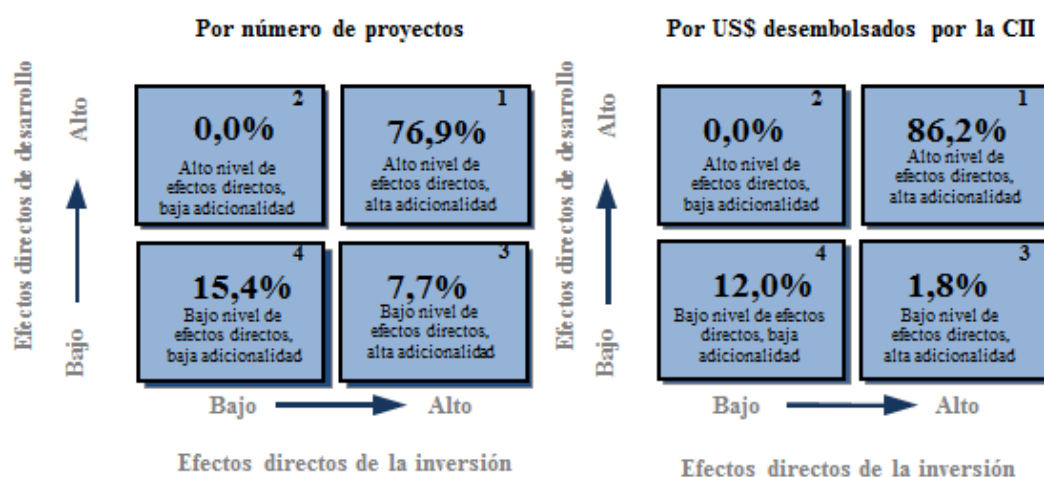 Por número de proyectos
Efectos directos de desarrollo
Alto
Bajo
2
0,0%
Alto nivel de
efectos directos,
baja adicionalidad
1
76,9%
Alto nivel de
efectos directos,
alta adicionalidad
4
15,4%
Bajo nivel de
efectos directos,
baja adicionalidad
3
7,7%
Bajo nivel de
efectos directos,
alta adicionalidad
Bajo
Alto
Efectos directos de la inversión
Por US$ desembolsados por la CII
Efectos directos de desarrollo
Alto
Bajo
2
0,0%
Alto nivel de
efectos directos,
baja adicionalidad
1
86,2%
Alto nivel de
efectos directos,
alta adicionalidad
4
12,0%
Bajo nivel de efectos
directos, baja
adicionalidad
3
1,8%
Bajo nivel de
efectos directos,
alta adicionalidad
Bajo
Alto
Efectos directos de la inversión